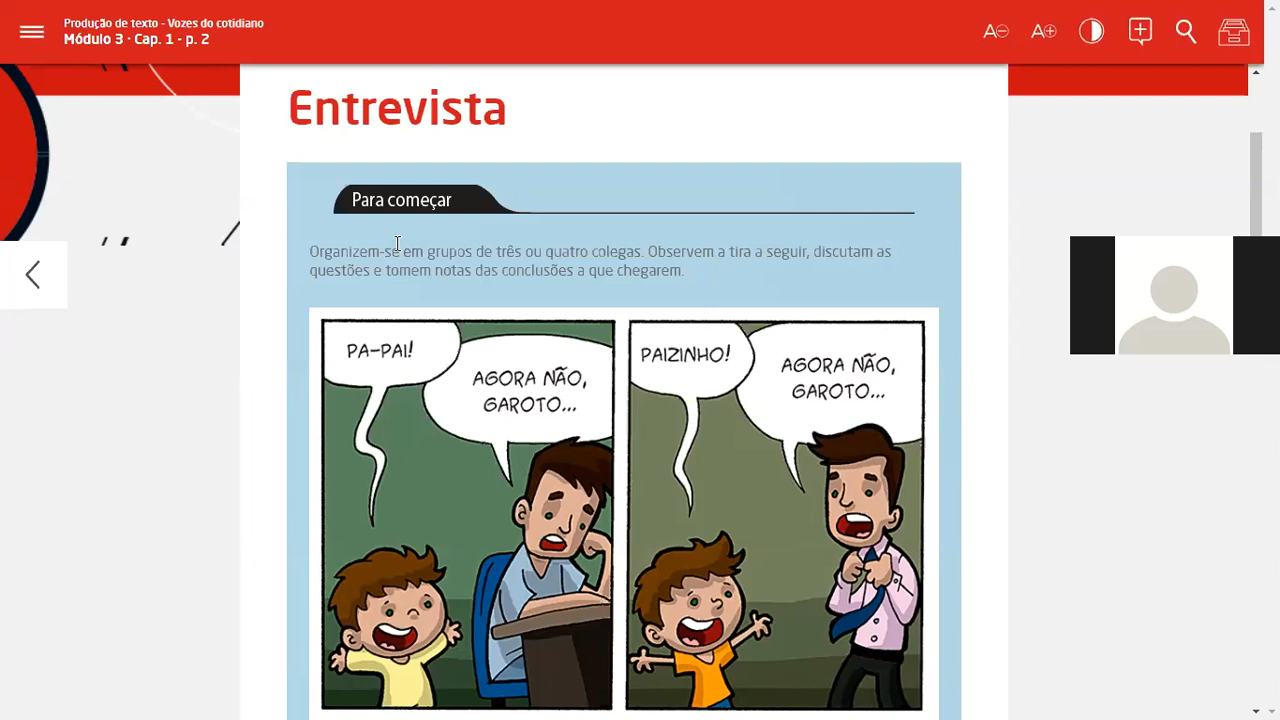 Produção de texto - Vozes do cotidiano
Módulo 3 · Cap. 1 - p. 2
A-
A+
Entrevista
Para começar
Organizem-se em grupos de três ou quatro colegas. Observem a tira a seguir, discutam as
questões e tomem notas das conclusões a que chegarem.
PA-PAI!
AGORA NÃO,
GAROTO...
PAIZINHO!
AGORA NÃO,
GAROTO...